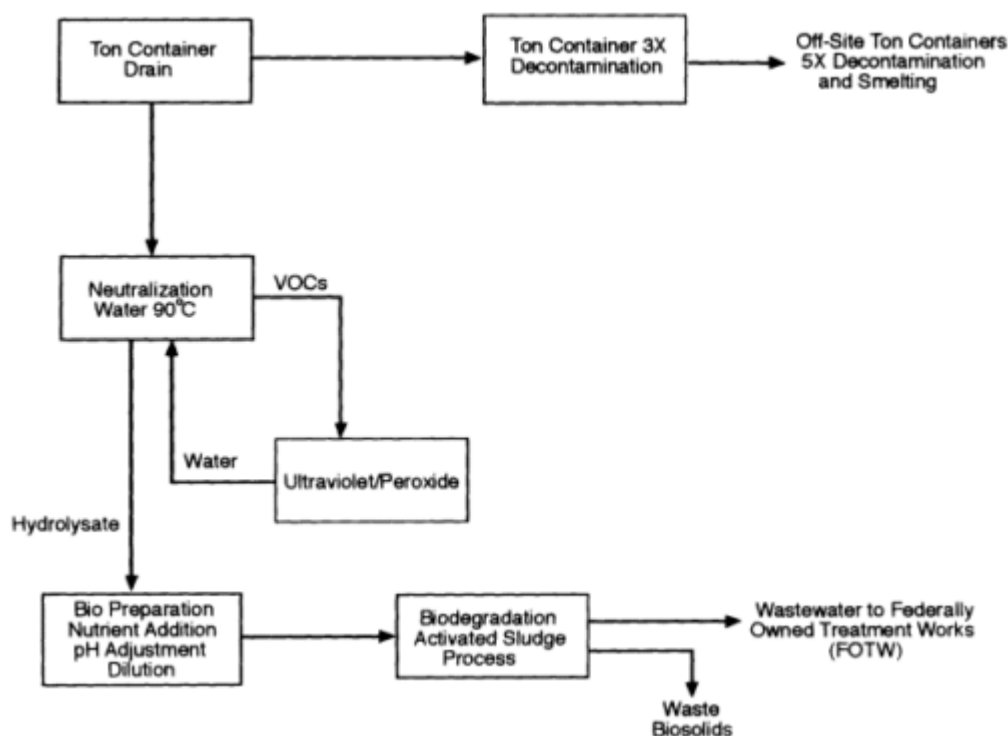 Ton Container
Drain
Ton Container 3X
Decontamination
Off-Site Ton Containers
5X Decontamination
and Smelting
Neutralization
Water 90°C
VOCs
Water
Ultraviolet/Peroxide
Hydrolysate
Bio Preparation
Nutrient Addition
pH Adjustment
Dilution
Biodegradation
Activated Sludge
Process
Wastewater to Federally
Owned Treatment Works
(FOTW)
Waste
Biosolids